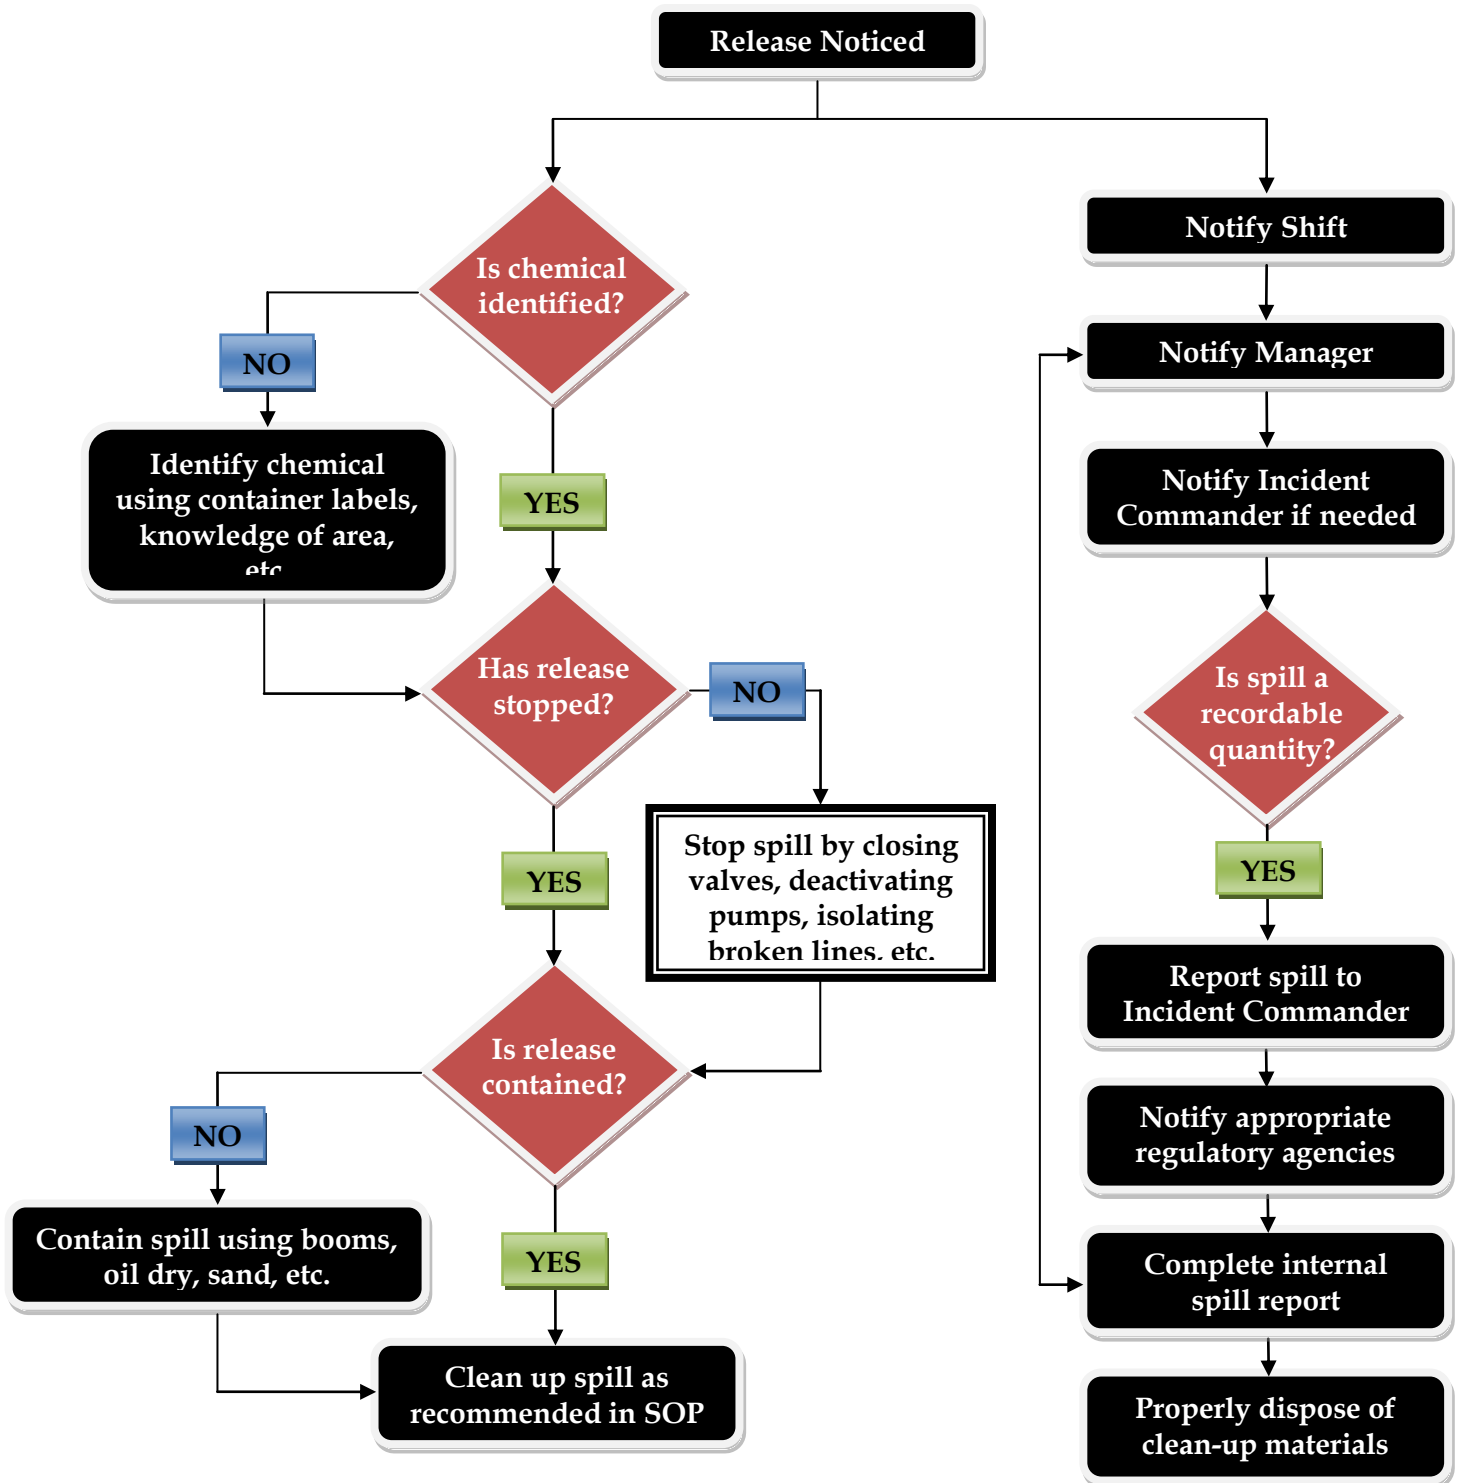 Release Noticed
Is chemical
identified?
NO
Identify chemical
using container labels,
knowledge of area,
etc
YES
Has release
stopped?
NO
Stop spill by closing
valves, deactivating
pumps, isolating
broken lines, etc.
YES
Is release
contained?
NO
Contain spill using booms,
oil dry, sand, etc.
YES
Clean up spill as
recommended in SOP
Notify Shift
Notify Manager
Notify Incident
Commander if needed
Is spill a
recordable
quantity?
YES
Report spill to
Incident Commander
Notify appropriate
regulatory agencies
Complete internal
spill report
Properly dispose of
clean-up materials